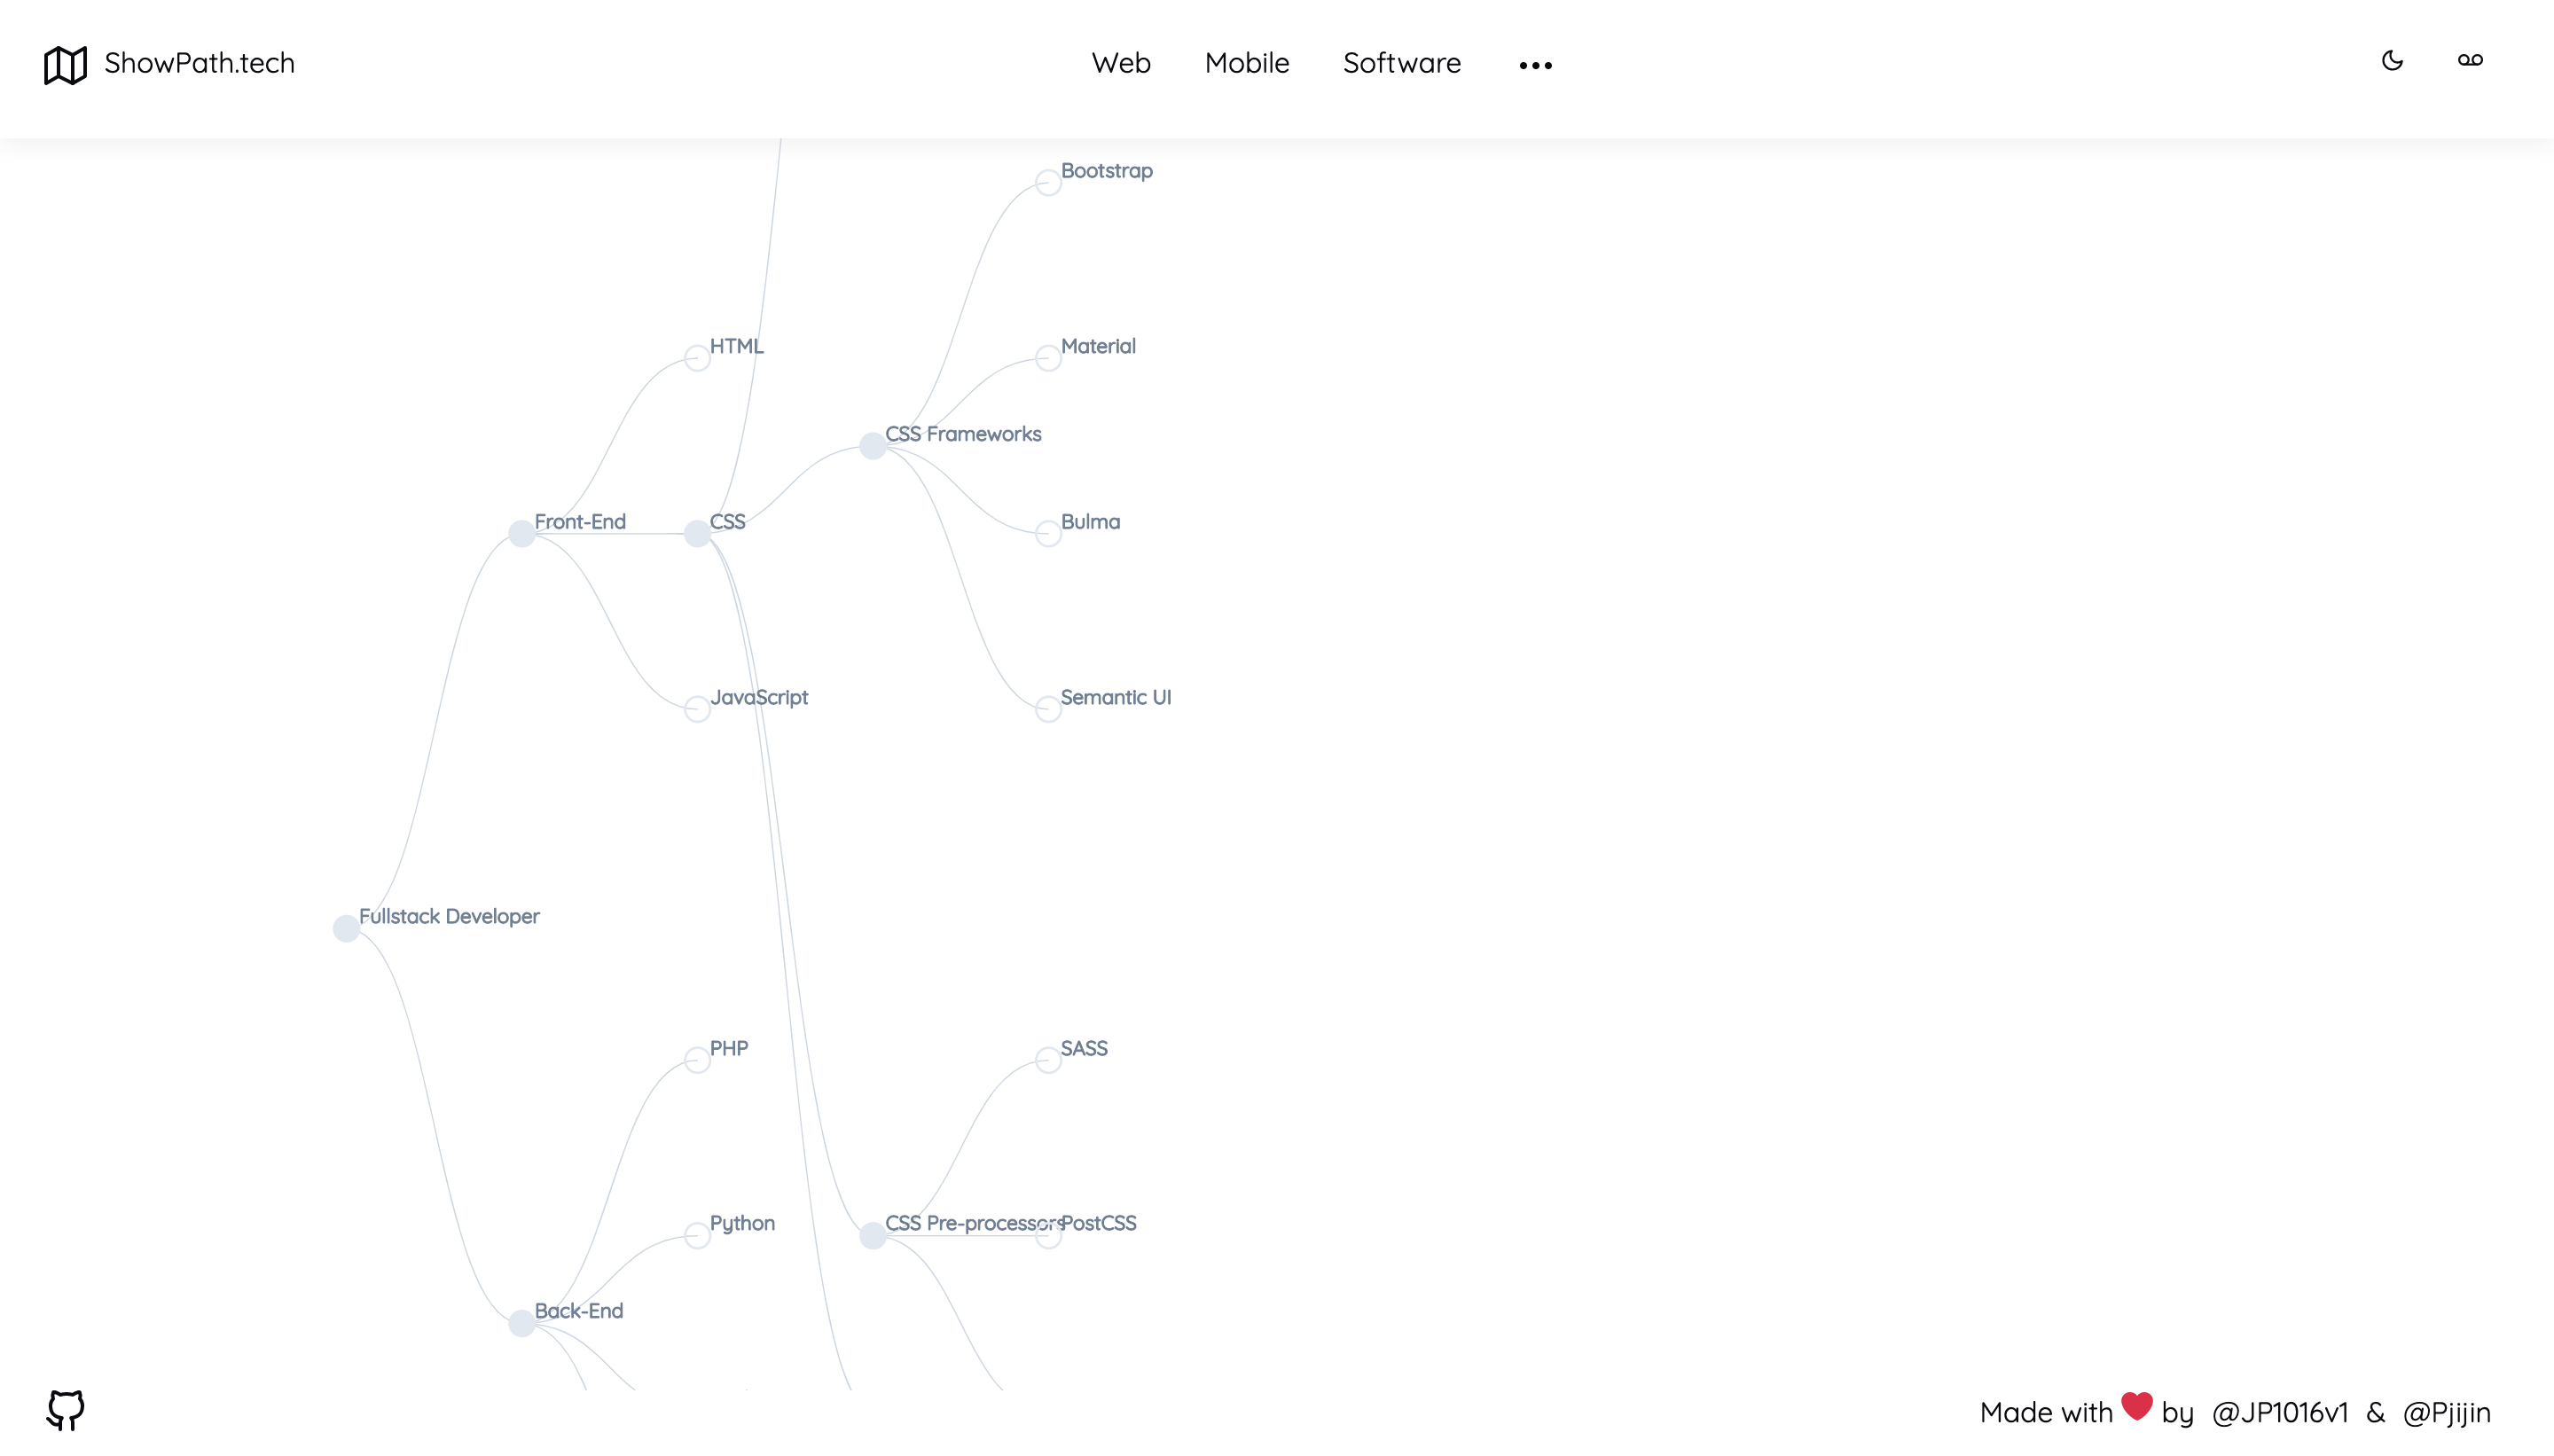 ShowPath.tech
Web
Mobile
Software
Bootstrap
HTML
Material
CSS Frameworks
Front-End
CSS
Bulma
JavaScript
Semantic UI
Fullstack Developer
PHP
SASS
Python
CSS Pre-processors
PostCSS
Back-End
Made with by @JP1016v1 & @Pjijin